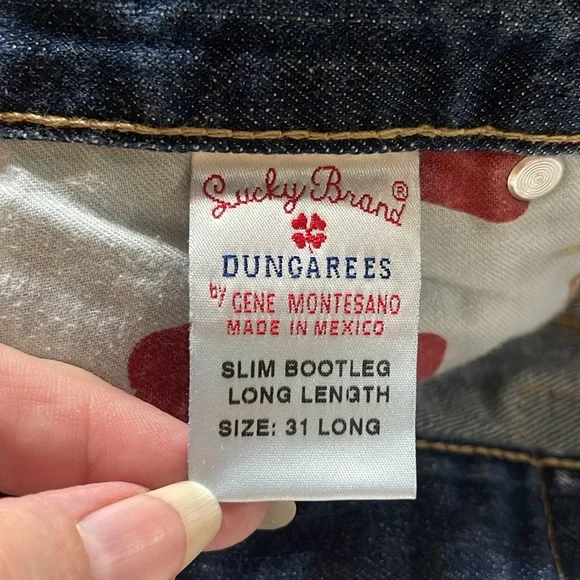 Lucky Brand®
DUNGAREES
by GENE MONTESANO
MADE IN MEXICO
SLIM BOOTLEG
LONG LENGTH
SIZE: 31 LONG